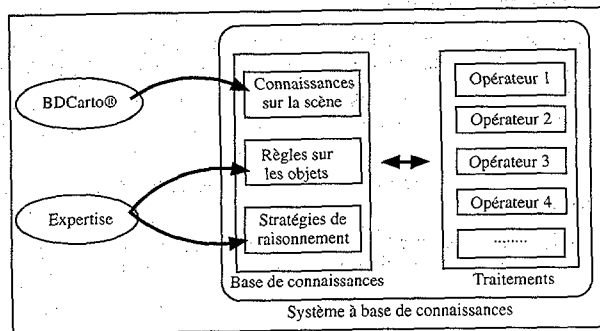 BDCarto®
Expertise
Connaissances
sur la scène
Règles sur
les objets
Stratégies de
raisonnement
Base de connaissances
Opérateur 1
Opérateur 2
Opérateur 3
Opérateur 4
........
Traitements
Système à base de connaissances